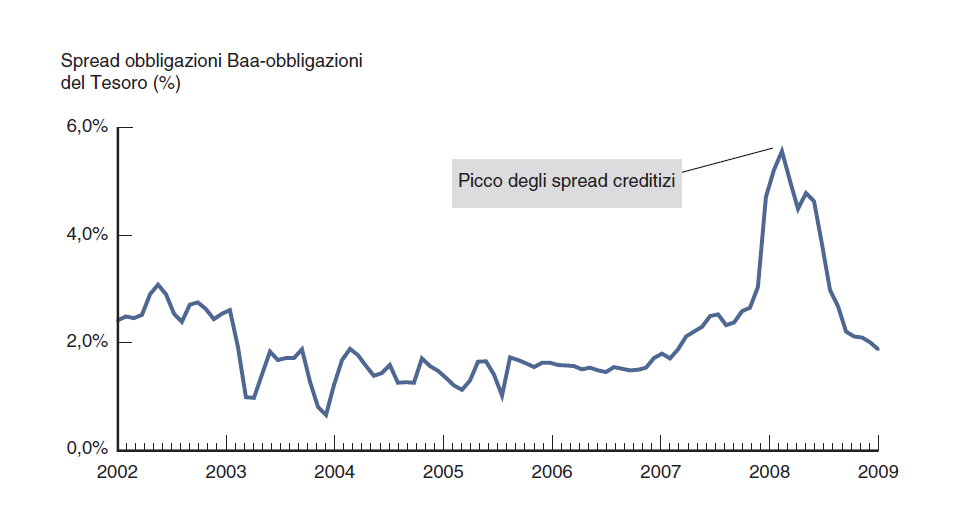 Spread obbligazioni Baa-obbligazioni
del Tesoro (%)
6,0%
Picco degli spread creditizi
4,0%
2,0%
0,0%
2002 2003 2004 2005 2006 2007 2008 2009